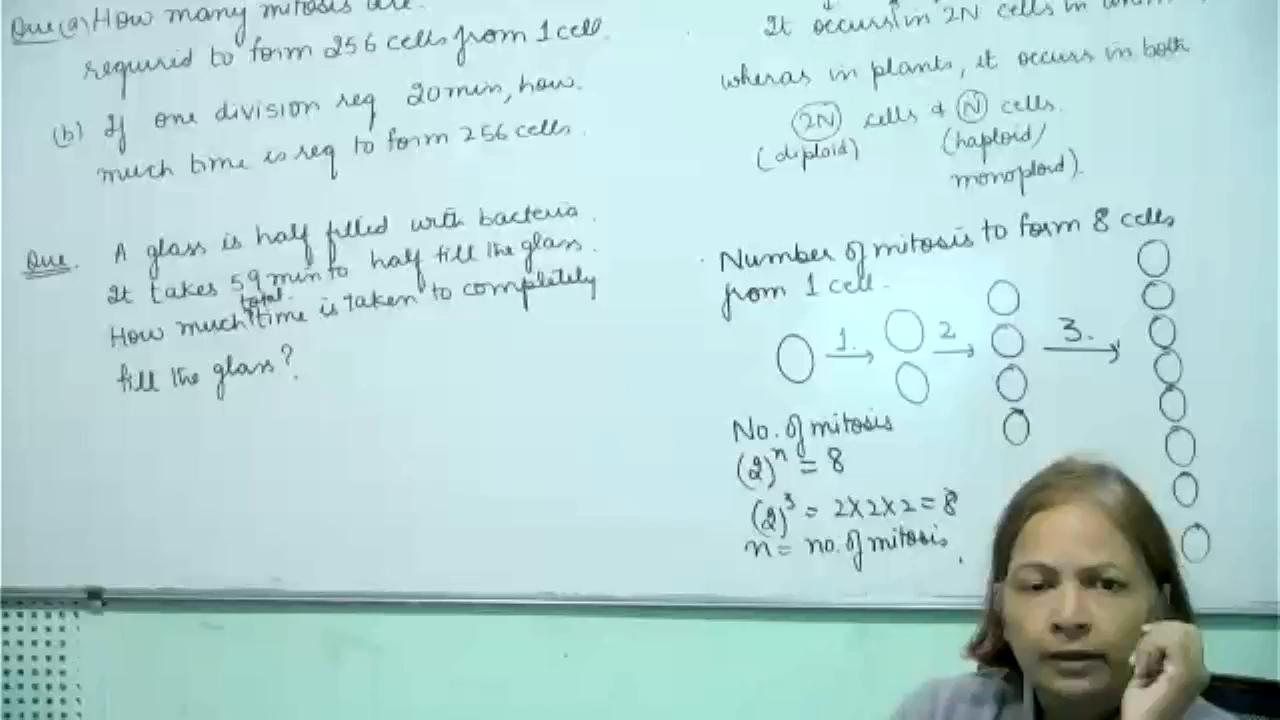 Que (a) How many mitosis are
required to form 256 cells from 1 cell.
(b) If one division req 20 min, how
much time is req to form 256 cells.
Que. A glass is half filled with bacteria.
It takes 59 min to half fill the glass.
How much total time is taken to completely
fill the glass?
It occurs in 2N cells in
wheras in plants, it occurs in both
2N cells & N cells.
(diploid) (haploid/
monoploid).
Number of mitosis to form 8 cells
from 1 cell.
1. 2 3.
No. of mitosis
(2)ⁿ = 8
(2)³ = 2x2x2=8
n = no. of mitosis.